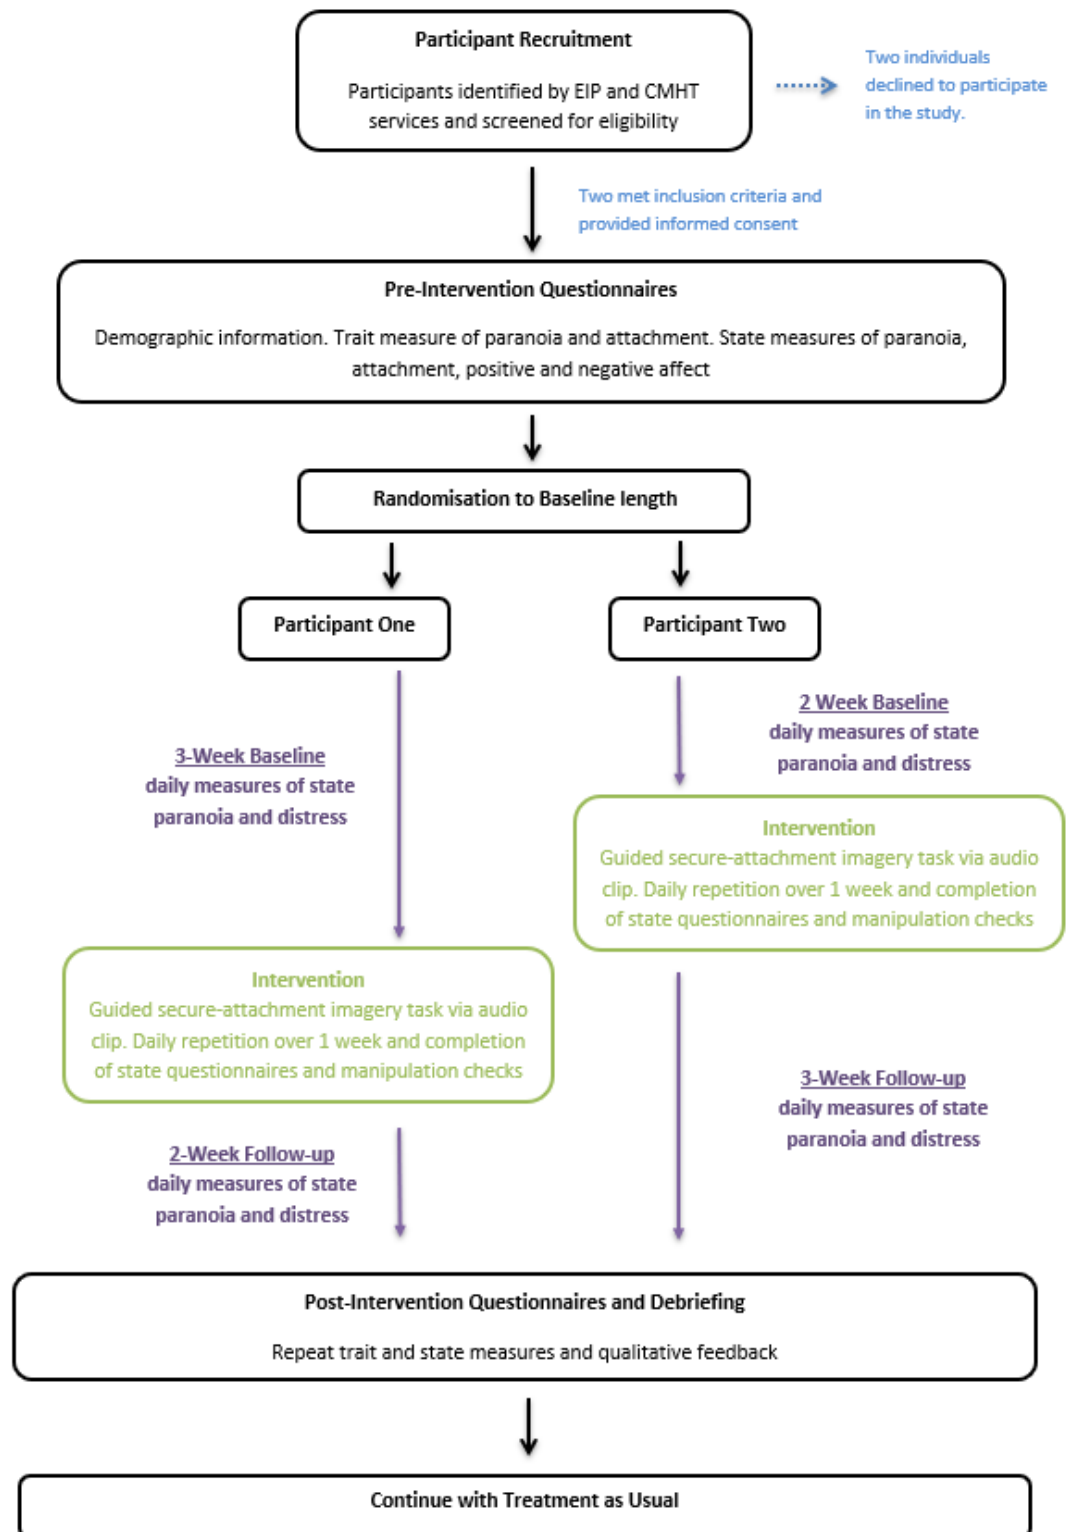 Participant Recruitment
Participants identified by EIP and CMHT
services and screened for eligibility
Two individuals
declined to participate
in the study.
Two met inclusion criteria and
provided informed consent
Pre-Intervention Questionnaires
Demographic information. Trait measure of paranoia and attachment. State measures of paranoia,
attachment, positive and negative affect
Randomisation to Baseline length
Participant One
Participant Two
3-Week Baseline
daily measures of state
paranoia and distress
2 Week Baseline
daily measures of state
paranoia and distress
Intervention
Guided secure-attachment imagery task via audio
clip. Daily repetition over 1 week and completion
of state questionnaires and manipulation checks
Intervention
Guided secure-attachment imagery task via audio
clip. Daily repetition over 1 week and completion
of state questionnaires and manipulation checks
2-Week Follow-up
daily measures of state
paranoia and distress
3-Week Follow-up
daily measures of state
paranoia and distress
Post-Intervention Questionnaires and Debriefing
Repeat trait and state measures and qualitative feedback
Continue with Treatment as Usual